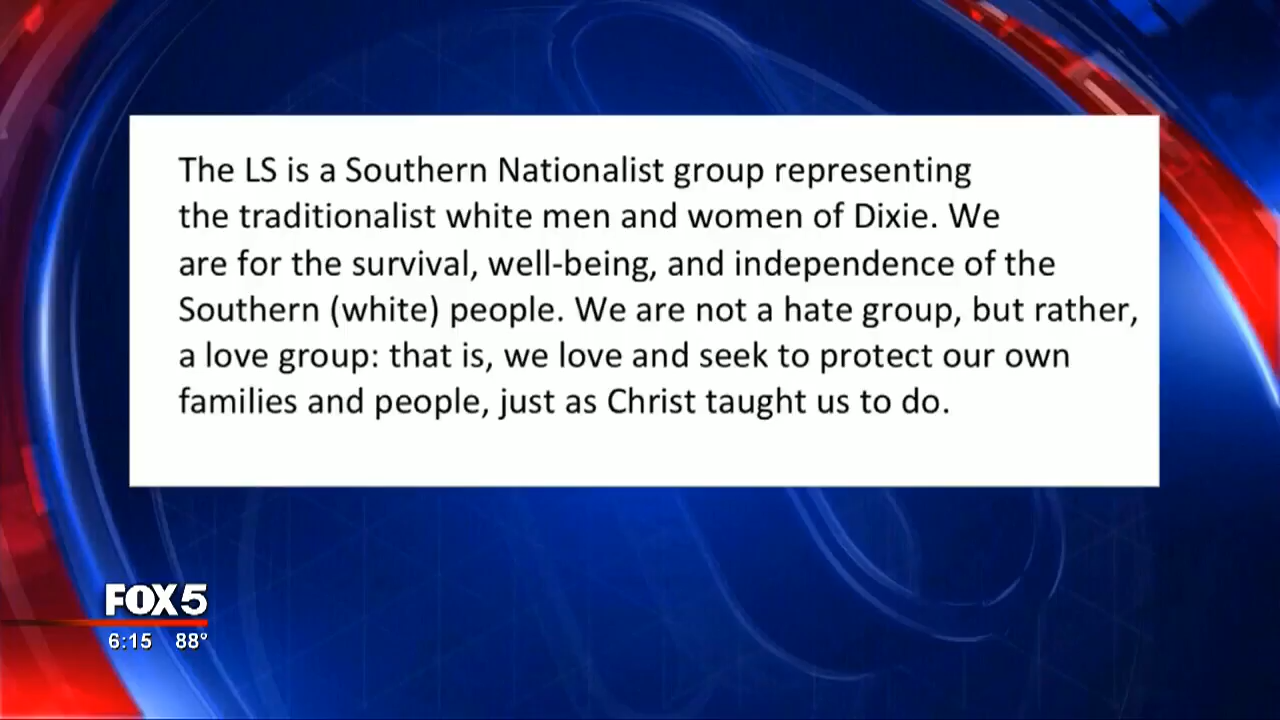 The LS is a Southern Nationalist group representing
the traditionalist white men and women of Dixie. We
are for the survival, well-being, and independence of the
Southern (white) people. We are not a hate group, but rather,
a love group: that is, we love and seek to protect our own
families and people, just as Christ taught us to do.
FOX 5
6:15 88°